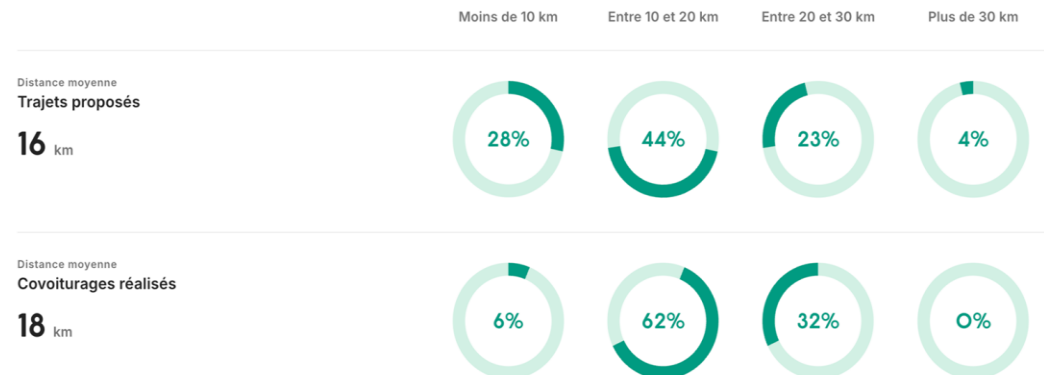 Moins de 10 km
Entre 10 et 20 km
Entre 20 et 30 km
Plus de 30 km
Distance moyenne
Trajets proposés
16 km
28%
44%
23%
4%
Distance moyenne
Covoiturages réalisés
18 km
6%
62%
32%
0%